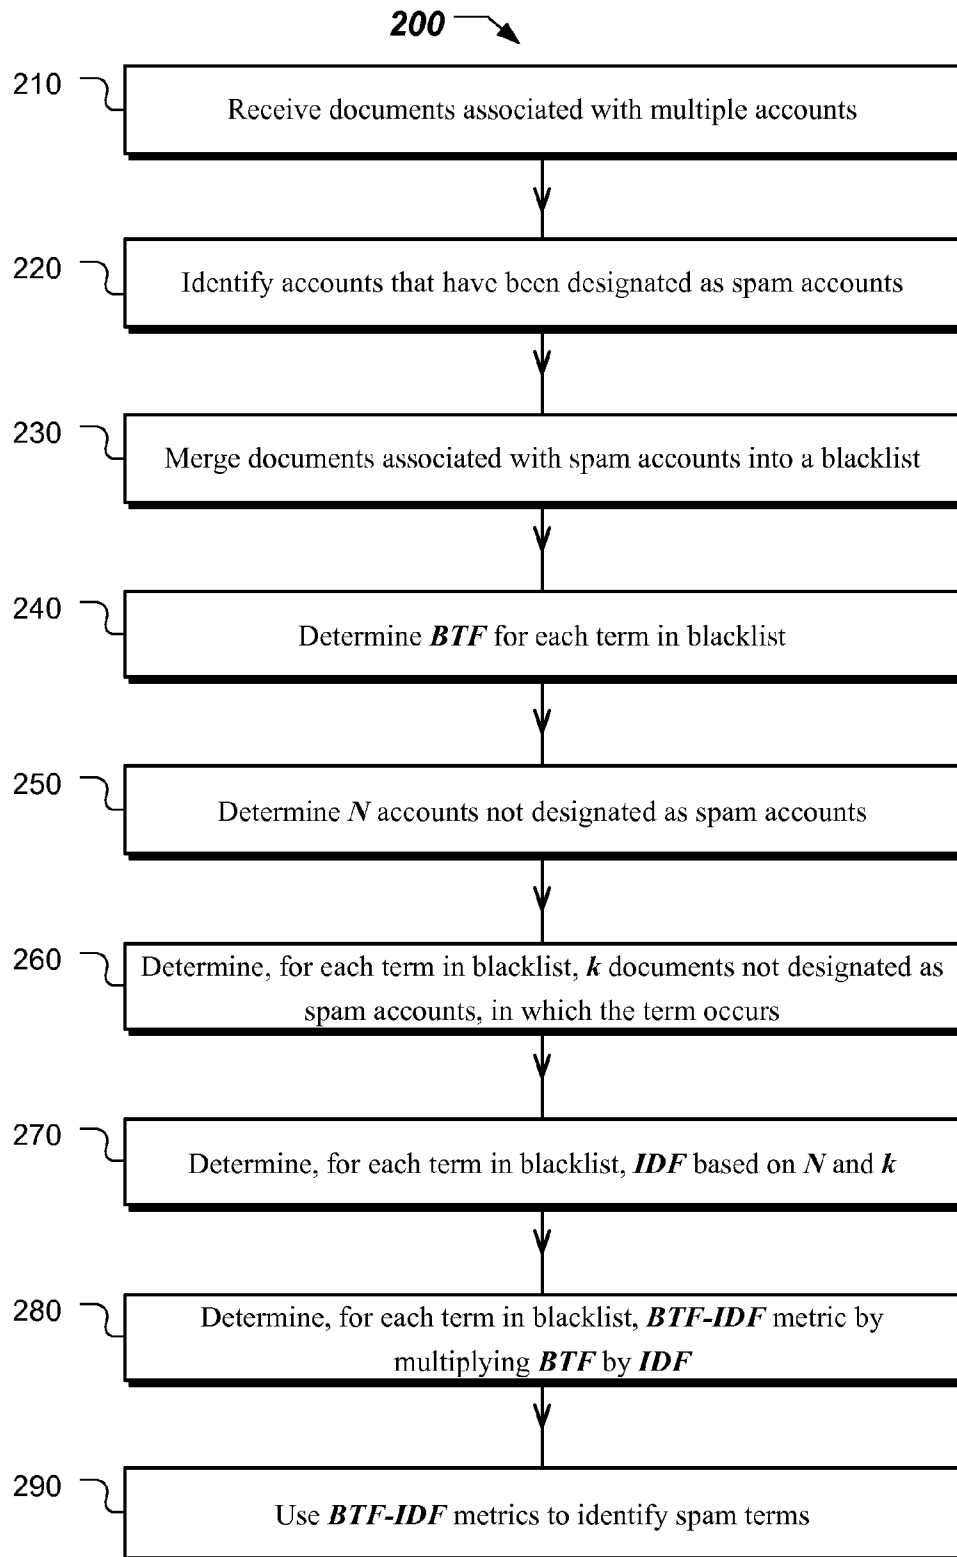 200
210
Receive documents associated with multiple accounts
220
Identify accounts that have been designated as spam accounts
230
Merge documents associated with spam accounts into a blacklist
240
Determine BTF for each term in blacklist
250
Determine N accounts not designated as spam accounts
260
Determine, for each term in blacklist, k documents not designated as
spam accounts, in which the term occurs
270
Determine, for each term in blacklist, IDF based on N and k
280
Determine, for each term in blacklist, BTF-IDF metric by
multiplying BTF by IDF
290
Use BTF-IDF metrics to identify spam terms